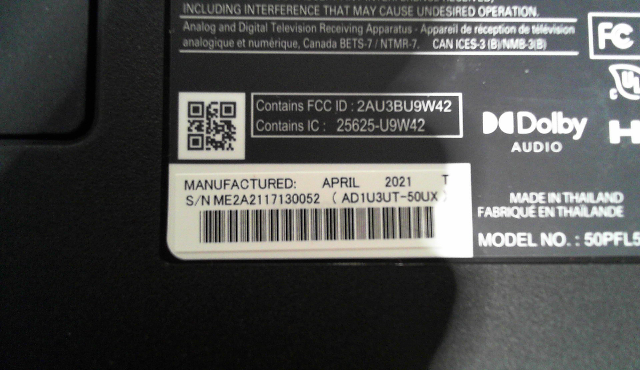 INCLUDING INTERFERENCE THAT MAY CAUSE UNDESIRED OPERATION.
Analog and Digital Television Receiving Apparatus - Appareil de réception de télévision
analogique et numérique, Canada BETS-7 / NTMR-7. CAN ICES-3 (B)/NMB-3(B)
FC
Contains FCC ID : 2AU3BU9W42
Contains IC : 25625-U9W42
Dolby
AUDIO
H
MANUFACTURED: APRIL 2021 T
S/N ME2A2117130052 ( AD1U3UT-50UX )
MADE IN THAILAND
FABRIQUÉ EN THAÏLANDE
MODEL NO. : 50PFL5